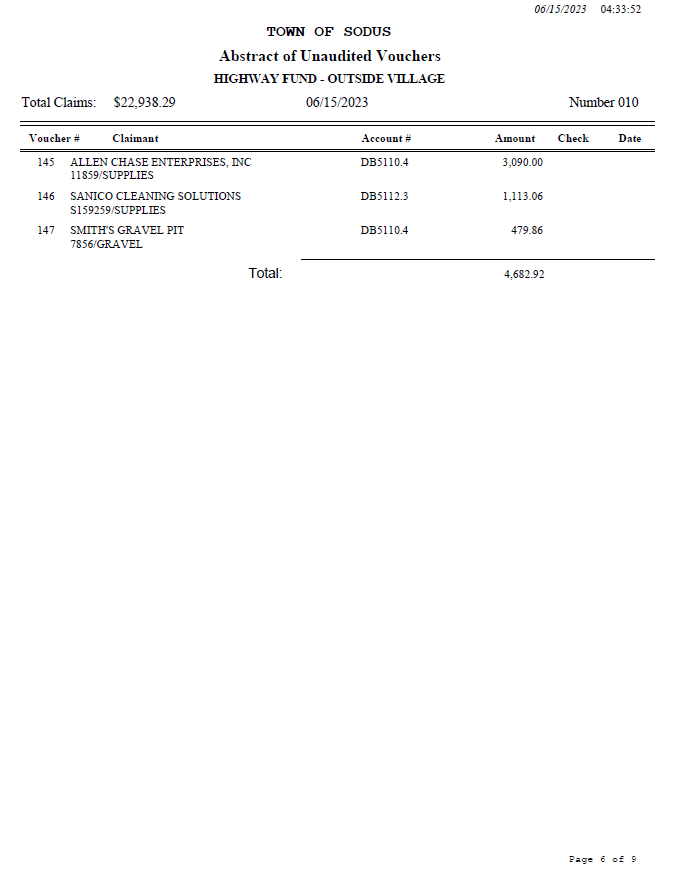 06/15/2023 04:33:52
TOWN OF SODUS
Abstract of Unaudited Vouchers
HIGHWAY FUND - OUTSIDE VILLAGE
Total Claims: $22,938.29 06/15/2023 Number 010
Voucher # Claimant Account # Amount Check Date
145 ALLEN CHASE ENTERPRISES, INC DB5110.4 3,090.00
11859/SUPPLIES
146 SANICO CLEANING SOLUTIONS DB5112.3 1,113.06
S159259/SUPPLIES
147 SMITH'S GRAVEL PIT DB5110.4 479.86
7856/GRAVEL
Total: 4,682.92
Page 6 of 9